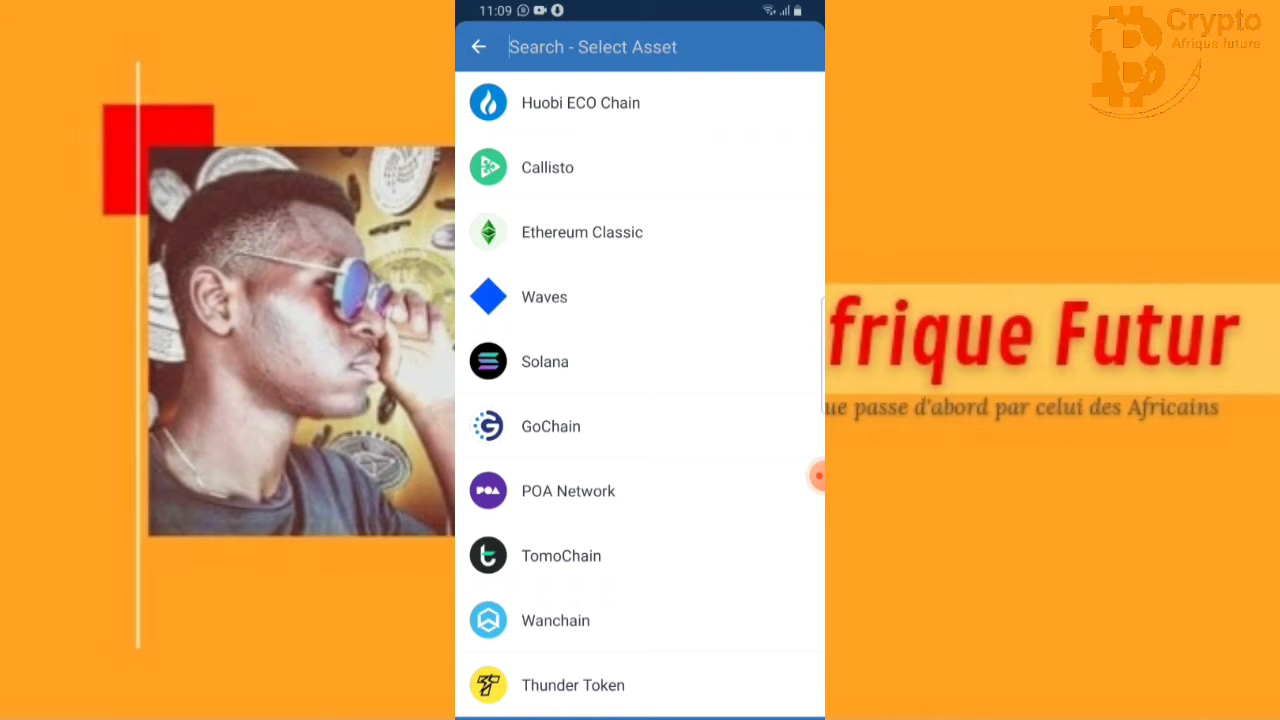 11:09
Search - Select Asset
Huobi ECO Chain
Callisto
Ethereum Classic
Waves
Solana
GoChain
POA Network
POA
TomoChain
Wanchain
Thunder Token
Crypto
Afrique future
frique Futur
ue passe d'abord par celui des Africains